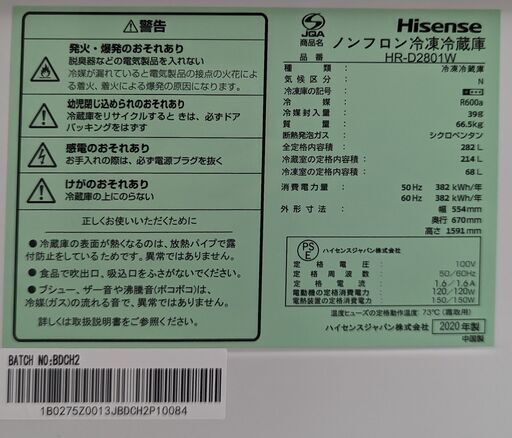 ⚠警告
発火・爆発のおそれあり
脱臭器などの電気製品を入れない
冷媒が漏れていると電気製品の接点の火花に
よる着火、着火による爆発の原因になります。
幼児閉じ込められのおそれあり
冷蔵庫をリサイクルするときは、必ずドア
パッキングをはずす
感電のおそれあり
お手入れの際は、必ず電源プラグを抜く
けがのおそれあり
冷蔵庫の上にのらない
正しくお使いいただくために
●冷蔵庫の表面が熱くなるのは、放熱パイプで露
付防止をしているためです。異常ではありません。
●食品で吹出口、吸込口をふさがないでください。
●ブシュー、ザー音や沸騰音(ポコポコ)は、
冷媒(ガス)の流れる音で、異常ではありません。
詳しくは取扱説明書をごらんください。
JQA
Hisense
商品名 ノンフロン冷凍冷蔵庫
HR-D2801W
種類 : 冷凍冷蔵庫
気候区分 : N
冷凍庫の記号 :
冷媒 : R600a
冷媒封入量 : 39g
質量 : 66.5kg
断熱発泡ガス : シクロペンタン
全定格内容積 : 282 L
冷蔵室の定格内容積 : 214 L
冷凍室の定格内容積 : 68 L
消費電力量 : 50 Hz 382 kWh/年
60 Hz 382 kWh/年
外形寸法 : 幅 554mm
奥行 670mm
高さ 1591mm
PSE
ハイセンスジャパン株式会社
定格電圧 : 100V
定格周波数 : 50/60Hz
定格電流 : 1.6/1.6A
電動機の定格消費電力 : 120/120W
電熱装置の定格消費電力 : 150/150W
温度ヒューズの定格動作温度:73℃(霜取用)
ハイセンスジャパン株式会社
2020年製
中国製
BATCH NO:BDCH2
1B0275Z0013JBDCH2P10084